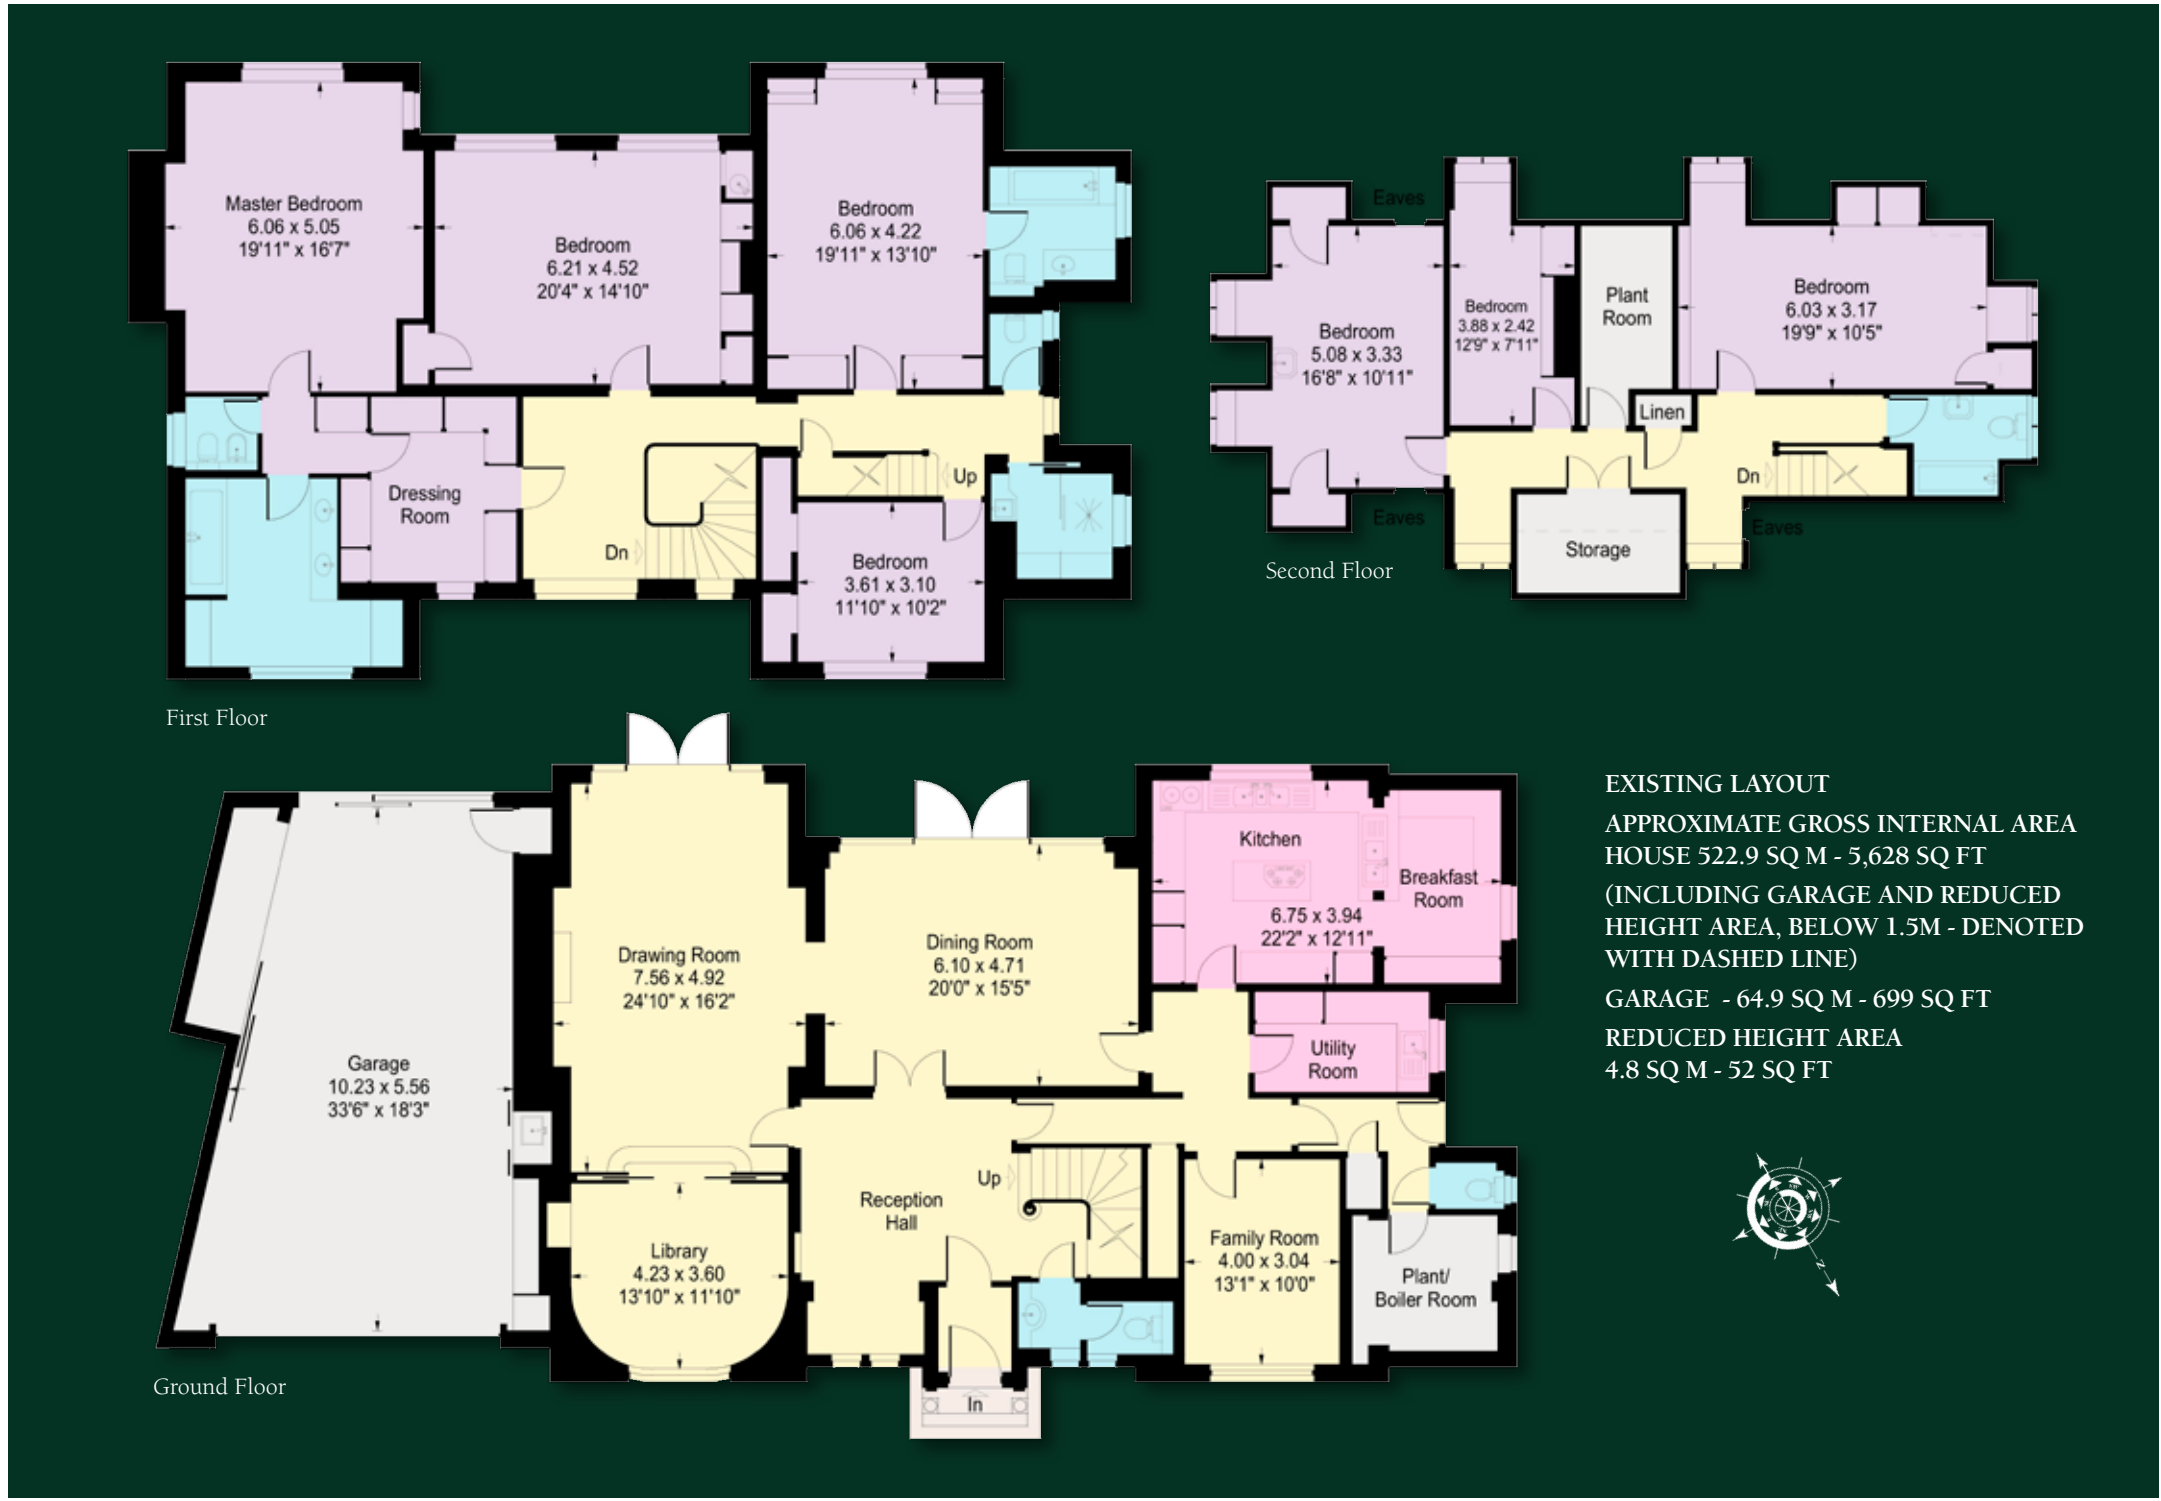 Master Bedroom
6.06 x 5.05
19'11" x 16'7"
Bedroom
6.21 x 4.52
20'4" x 14'10"
Bedroom
6.06 x 4.22
19'11" x 13'10"
Dressing
Room
Dn
Up
Bedroom
3.61 x 3.10
11'10" x 10'2"
First Floor
Eaves
Bedroom
5.08 x 3.33
16'8" x 10'11"
Bedroom
3.88 x 2.42
12'9" x 7'11"
Plant
Room
Bedroom
6.03 x 3.17
19'9" x 10'5"
Linen
Dn
Eaves
Eaves
Storage
Second Floor
Garage
10.23 x 5.56
33'6" x 18'3"
Drawing Room
7.56 x 4.92
24'10" x 16'2"
Dining Room
6.10 x 4.71
20'0" x 15'5"
Kitchen
6.75 x 3.94
22'2" x 12'11"
Breakfast
Room
Utility
Room
Reception
Hall
Up
Library
4.23 x 3.60
13'10" x 11'10"
Family Room
4.00 x 3.04
13'1" x 10'0"
Plant/
Boiler Room
In
Ground Floor
EXISTING LAYOUT
APPROXIMATE GROSS INTERNAL AREA
HOUSE 522.9 SQ M - 5,628 SQ FT
(INCLUDING GARAGE AND REDUCED
HEIGHT AREA, BELOW 1.5M - DENOTED
WITH DASHED LINE)
GARAGE - 64.9 SQ M - 699 SQ FT
REDUCED HEIGHT AREA
4.8 SQ M - 52 SQ FT
N